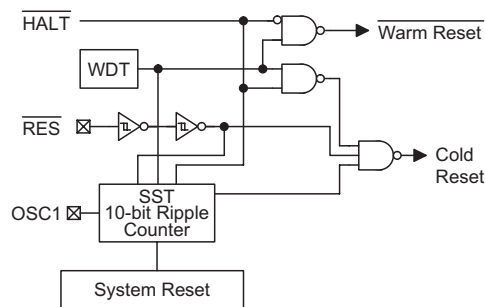 HALT
Warm Reset
WDT
RES
Cold
Reset
SST
10-bit Ripple
Counter
OSC1
System Reset